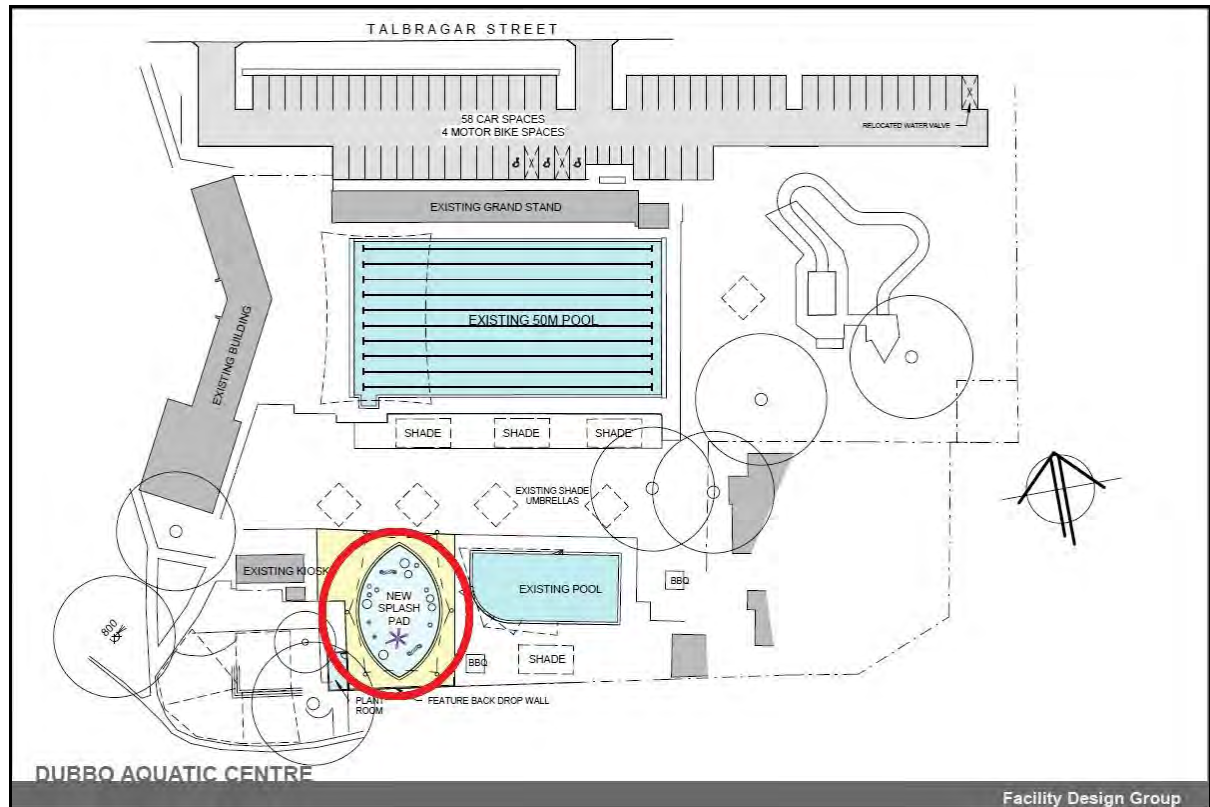 TALBRAGAR STREET
58 CAR SPACES
4 MOTOR BIKE SPACES
RELOCATED WATER VALVE
EXISTING GRAND STAND
EXISTING BUILDING
EXISTING 50M POOL
SHADE
SHADE
SHADE
EXISTING SHADE
UMBRELLAS
EXISTING KIOSK
NEW
SPLASH
PAD
EXISTING POOL
BBQ
BBQ
SHADE
800
PLANT
ROOM
FEATURE BACK DROP WALL
DUBBO AQUATIC CENTRE
Facility Design Group